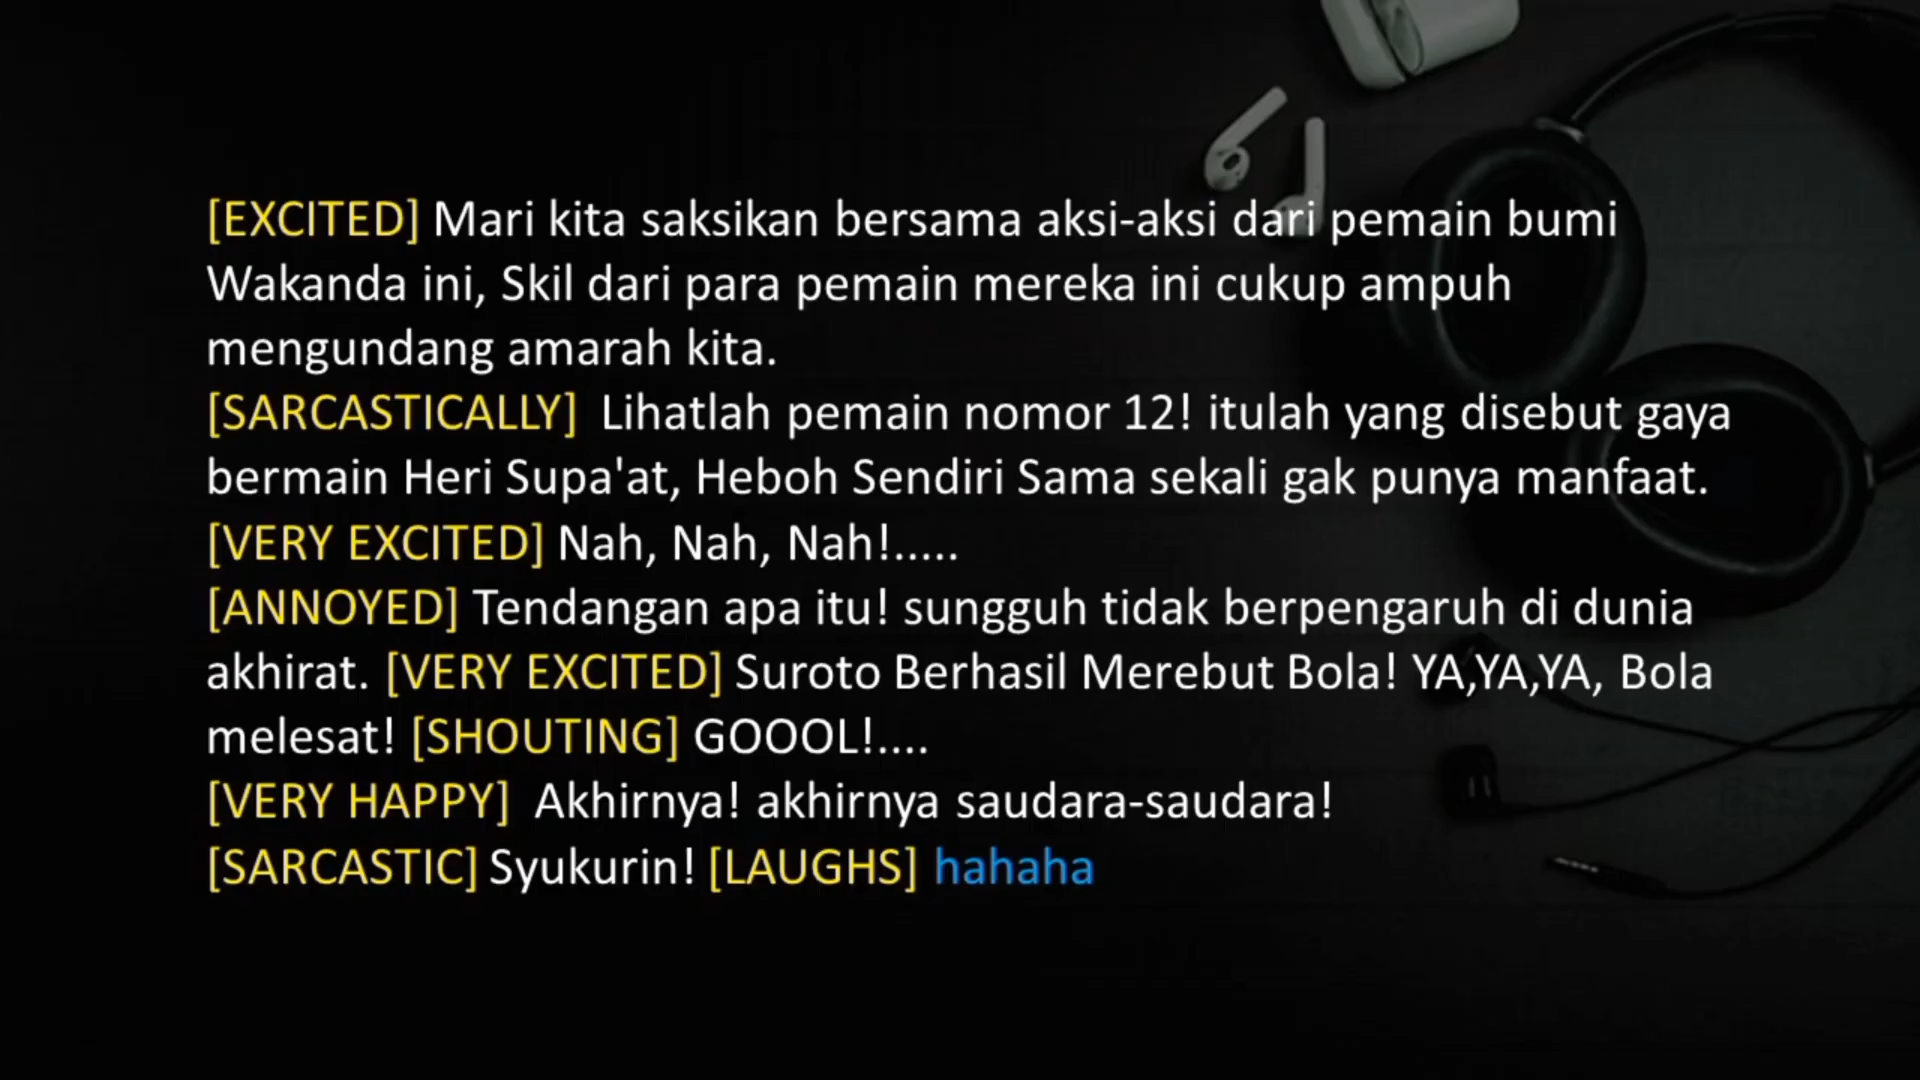 [EXCITED] Mari kita saksikan bersama aksi-aksi dari pemain bumi
Wakanda ini, Skil dari para pemain mereka ini cukup ampuh
mengundang amarah kita.
[SARCASTICALLY] Lihatlah pemain nomor 12! itulah yang disebut gaya
bermain Heri Supa'at, Heboh Sendiri Sama sekali gak punya manfaat.
[VERY EXCITED] Nah, Nah, Nah!.....
[ANNOYED] Tendangan apa itu! sungguh tidak berpengaruh di dunia
akhirat. [VERY EXCITED] Suroto Berhasil Merebut Bola! YA,YA,YA, Bola
melesat! [SHOUTING] GOOOL!....
[VERY HAPPY] Akhirnya! akhirnya saudara-saudara!
[SARCASTIC] Syukurin! [LAUGHS] hahaha